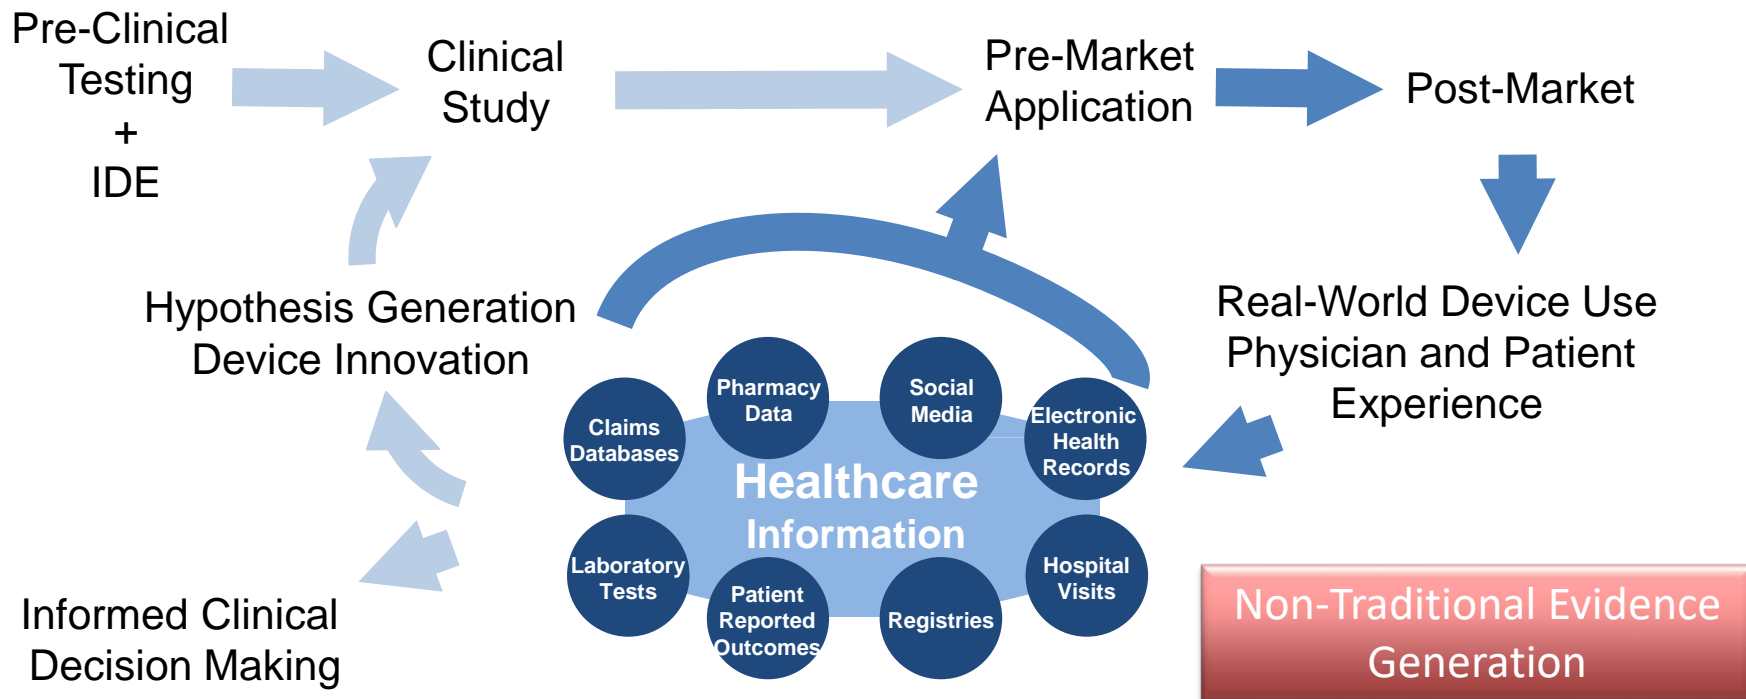 Pre-Clinical
Testing
+
IDE
Clinical
Study
Pre-Market
Application
Post-Market
Hypothesis Generation
Device Innovation
Real-World Device Use
Physician and Patient
Experience
Claims
Databases
Pharmacy
Data
Social
Media
Electronic
Health
Records
Healthcare
Information
Laboratory
Tests
Patient
Reported
Outcomes
Registries
Hospital
Visits
Informed Clinical
Decision Making
Non-Traditional Evidence
Generation